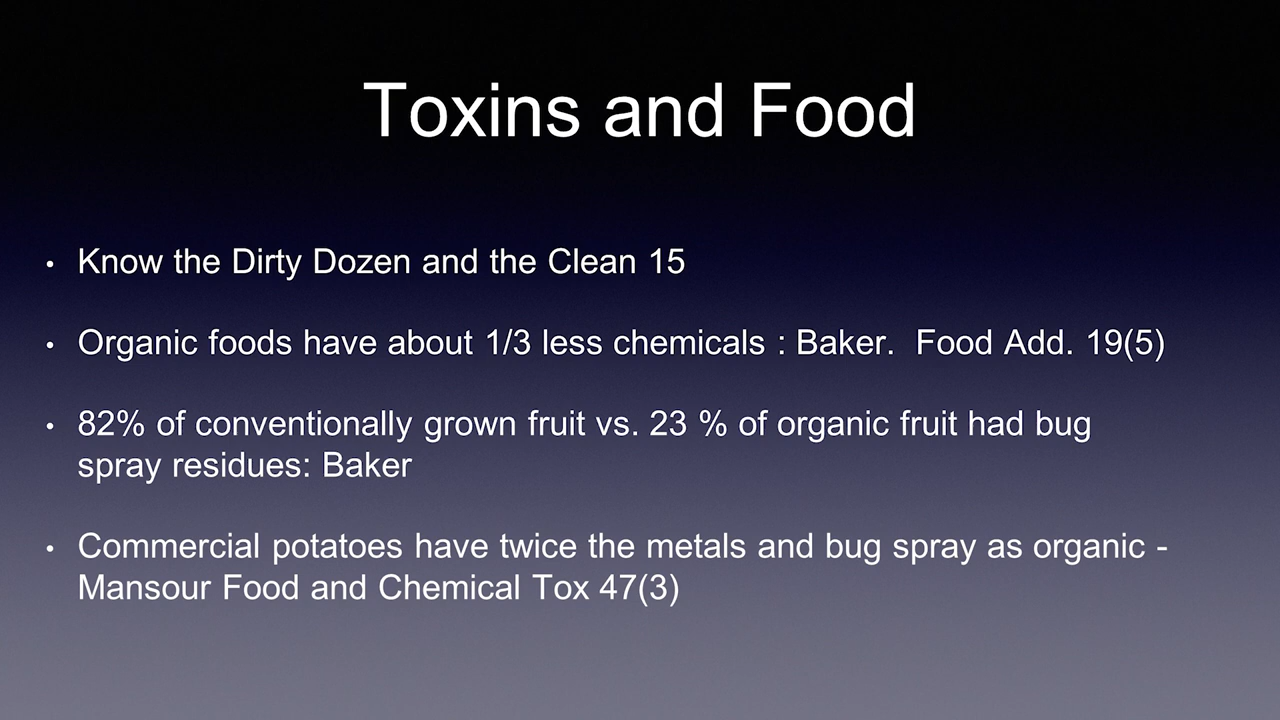 Toxins and Food
• Know the Dirty Dozen and the Clean 15
• Organic foods have about 1/3 less chemicals : Baker.  Food Add. 19(5)
• 82% of conventionally grown fruit vs. 23 % of organic fruit had bug
spray residues: Baker
• Commercial potatoes have twice the metals and bug spray as organic -
Mansour Food and Chemical Tox 47(3)